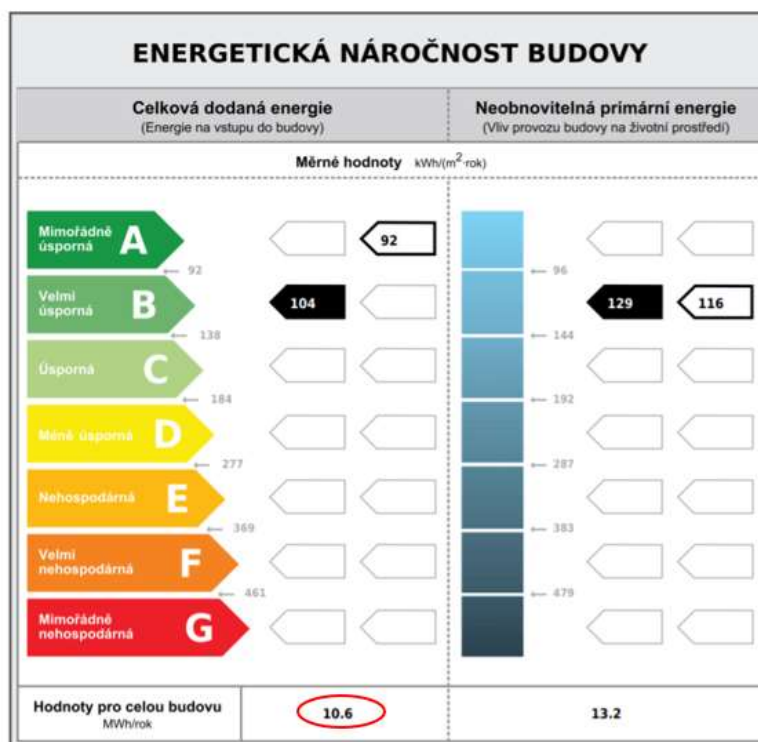 ENERGETICKÁ NÁROČNOST BUDOVY
Celková dodaná energie
(Energie na vstupu do budovy)
Neobnovitelná primární energie
(Vliv provozu budovy na životní prostředí)
Měrné hodnoty kWh/(m²·rok)
Mimořádně
úsporná
A
92
92
Velmi
úsporná
B
104
138
Úsporná
C
184
Méně úsporná
D
277
Nehospodárná
E
369
Velmi
nehospodárná
F
461
Mimořádně
nehospodárná
G
96
129
116
144
192
287
383
479
Hodnoty pro celou budovu
MWh/rok
10.6
13.2